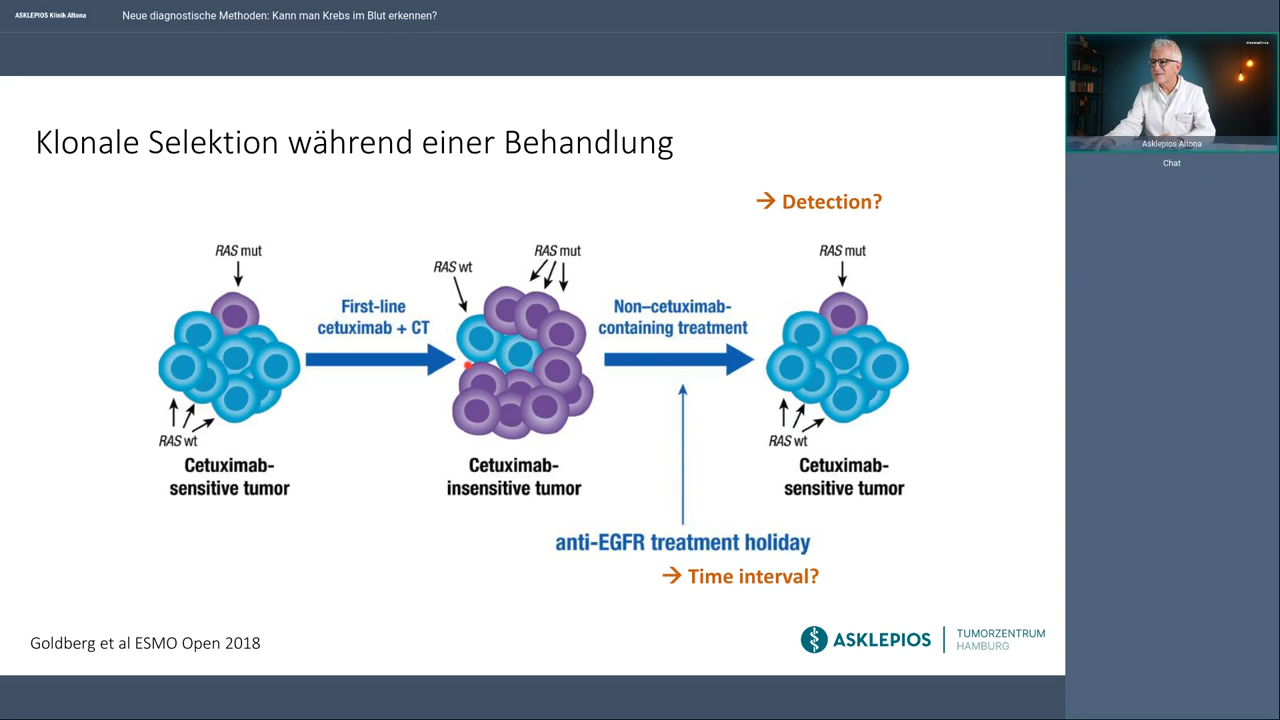 ASKLEPIOS Klinik Altona
Neue diagnostische Methoden: Kann man Krebs im Blut erkennen?
Asklepios Altona
Chat
Klonale Selektion während einer Behandlung
→ Detection?
RAS mut
RAS wt
RAS mut
RAS mut
First-line
cetuximab + CT
Non–cetuximab-
containing treatment
RAS wt
RAS wt
Cetuximab-
sensitive tumor
Cetuximab-
insensitive tumor
Cetuximab-
sensitive tumor
anti-EGFR treatment holiday
→ Time interval?
Goldberg et al ESMO Open 2018
ASKLEPIOS
TUMORZENTRUM
HAMBURG